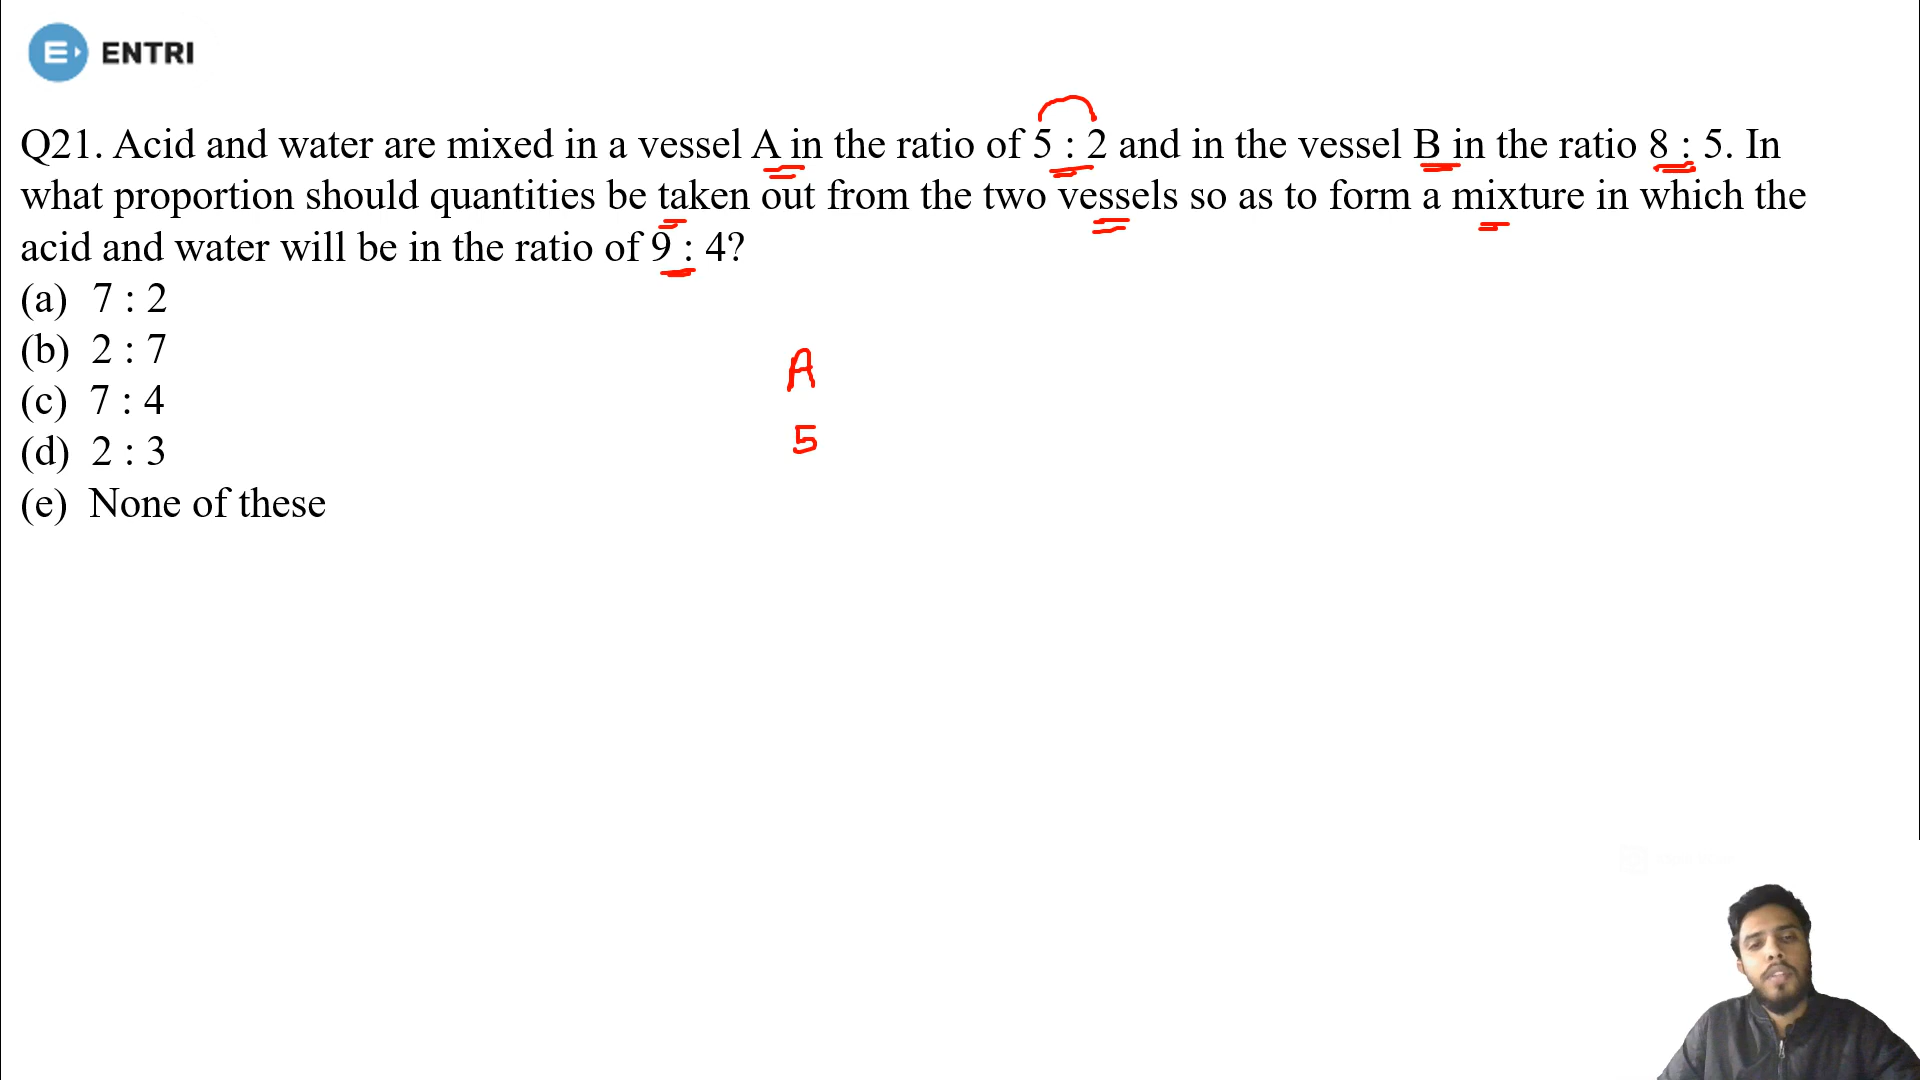 ENTRI
Q21. Acid and water are mixed in a vessel A in the ratio of 5 : 2 and in the vessel B in the ratio 8 : 5. In
what proportion should quantities be taken out from the two vessels so as to form a mixture in which the
acid and water will be in the ratio of 9 : 4?
(a) 7 : 2
(b) 2 : 7
(c) 7 : 4
(d) 2 : 3
(e) None of these
A
5